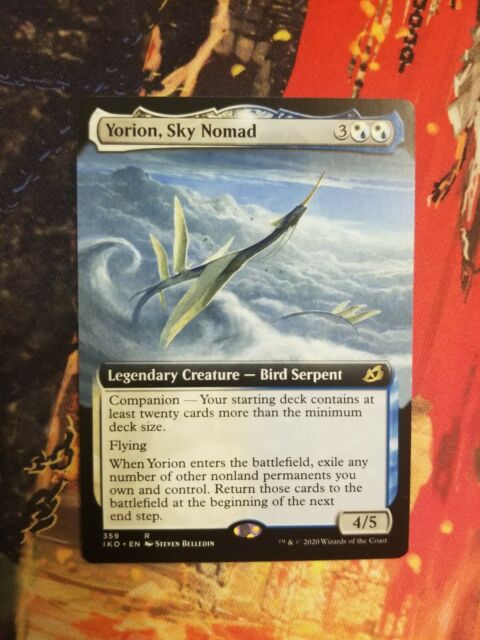 Yorion, Sky Nomad 3
Legendary Creature — Bird Serpent
Companion — Your starting deck contains at
least twenty cards more than the minimum
deck size.
Flying
When Yorion enters the battlefield, exile any
number of other nonland permanents you
own and control. Return those cards to the
battlefield at the beginning of the next
end step.
4/5
359 R
IKO • EN Steven Belledin
™ & © 2020 Wizards of the Coast